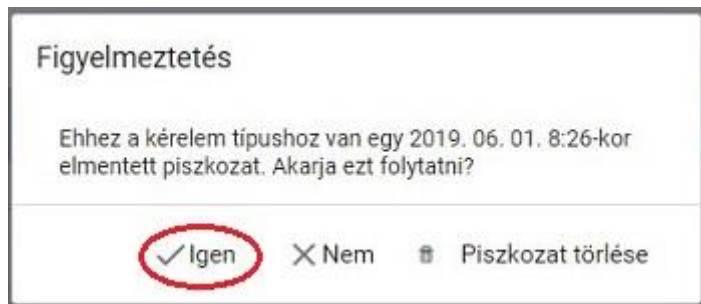 Figyelmeztetés
Ehhez a kérelem típushoz van egy 2019. 06. 01. 8:26-kor
elmentett piszkozat. Akarja ezt folytatni?
Igen Nem Piszkozat törlése